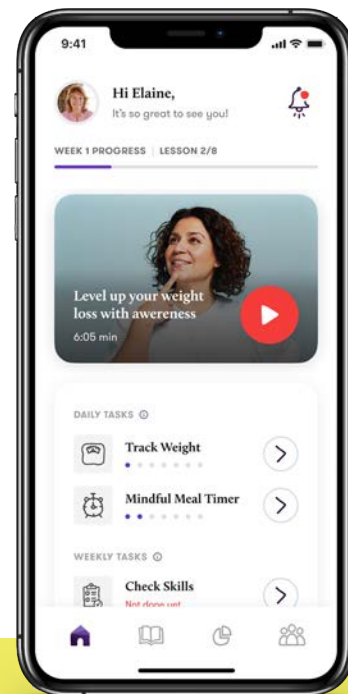 9:41
Hi Elaine,
It's so great to see you!
WEEK 1 PROGRESS | LESSON 2/8
Level up your weight
loss with awereness
6:05 min
DAILY TASKS
Track Weight
Mindful Meal Timer
WEEKLY TASKS
Check Skills
Not done yet